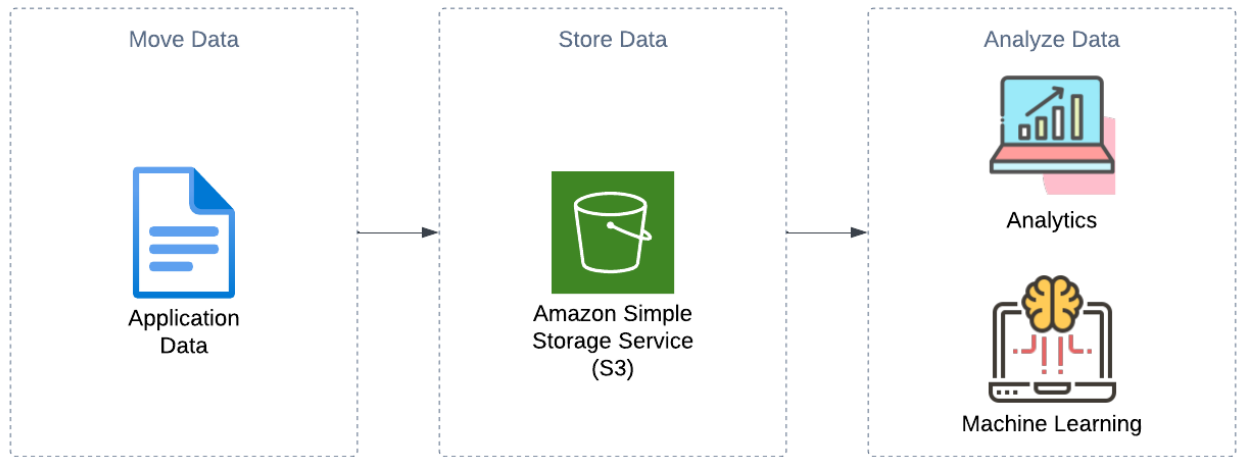 Move Data
Application
Data
Store Data
Amazon Simple
Storage Service
(S3)
Analyze Data
Analytics
Machine Learning